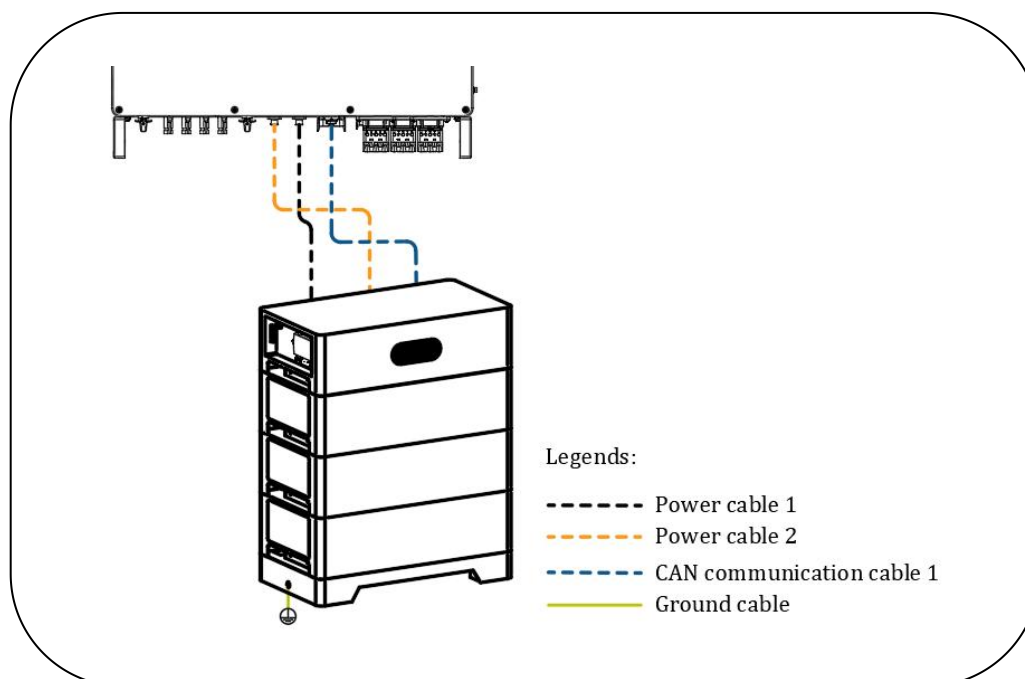 Legends:
Power cable 1
Power cable 2
CAN communication cable 1
Ground cable